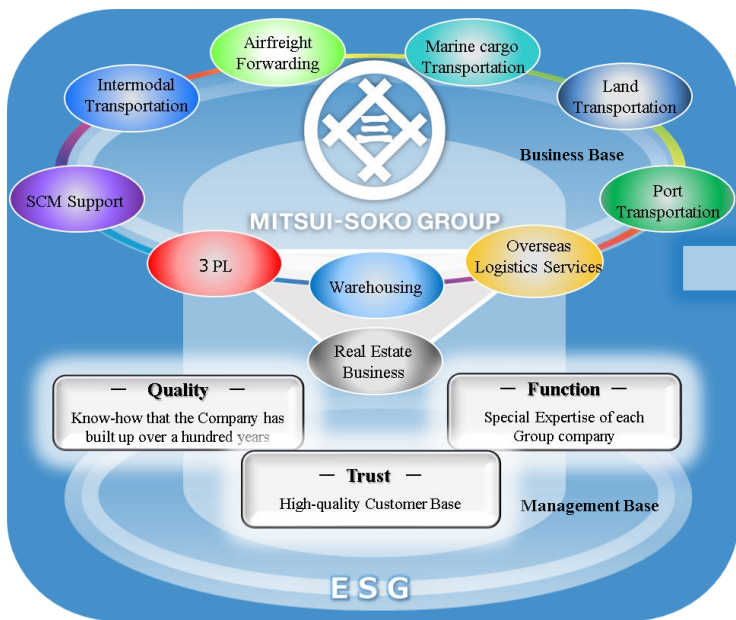 Airfreight
Forwarding
Marine cargo
Transportation
Intermodal
Transportation
Land
Transportation
三
Business Base
SCM Support
Port
Transportation
MITSUI-SOKO GROUP
3 PL
Overseas
Logistics Services
Warehousing
Real Estate
Business
— Quality —
Know-how that the Company has
built up over a hundred years
— Function —
Special Expertise of each
Group company
— Trust —
High-quality Customer Base
Management Base
ESG